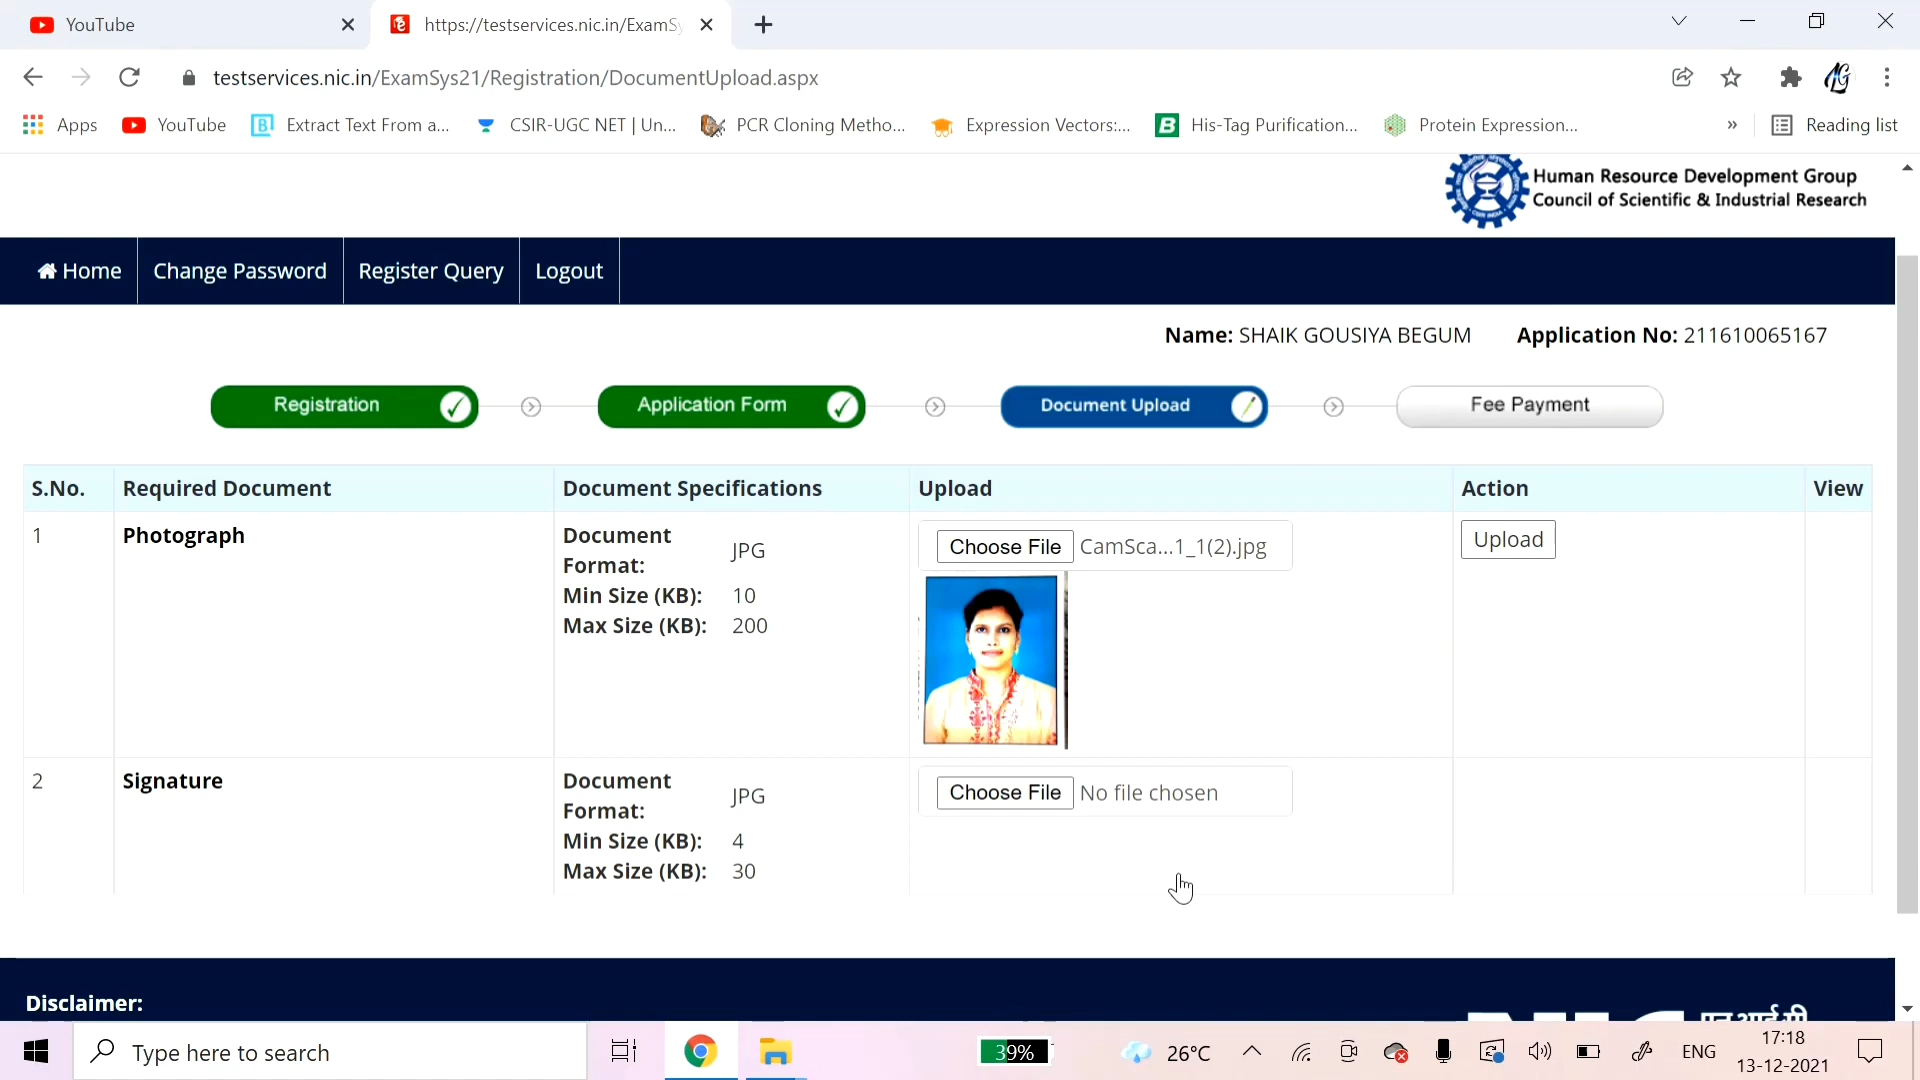 YouTube
https://testservices.nic.in/ExamSy
testservices.nic.in/ExamSys21/Registration/DocumentUpload.aspx
Apps YouTube Extract Text From a... CSIR-UGC NET | Un... PCR Cloning Metho... Expression Vectors:... His-Tag Purification... Protein Expression... » Reading list
Human Resource Development Group
Council of Scientific & Industrial Research
Home Change Password Register Query Logout
Name: SHAIK GOUSIYA BEGUM Application No: 211610065167
Registration Application Form Document Upload Fee Payment
S.No. Required Document Document Specifications Upload Action View
1 Photograph Document Format: JPG Choose File CamSca...1_1(2).jpg Upload
Min Size (KB): 10
Max Size (KB): 200
2 Signature Document Format: JPG Choose File No file chosen
Min Size (KB): 4
Max Size (KB): 30
Disclaimer:
Type here to search
39%
26°C
ENG
17:18
13-12-2021